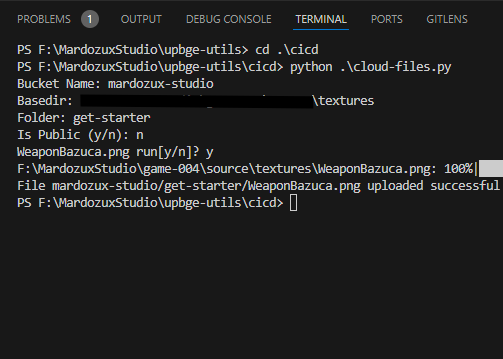 PROBLEMS 1 OUTPUT DEBUG CONSOLE TERMINAL PORTS GITLENS
PS F:\MardozuxStudio\upbge-utils> cd .\cicd
PS F:\MardozuxStudio\upbge-utils\cicd> python .\cloud-files.py
Bucket Name: mardozux-studio
Basedir: \textures
Folder: get-starter
Is Public (y/n): n
WeaponBazuca.png run[y/n]? y
F:\MardozuxStudio\game-004\source\textures\WeaponBazuca.png: 100%|
File mardozux-studio/get-starter/WeaponBazuca.png uploaded successful
PS F:\MardozuxStudio\upbge-utils\cicd>